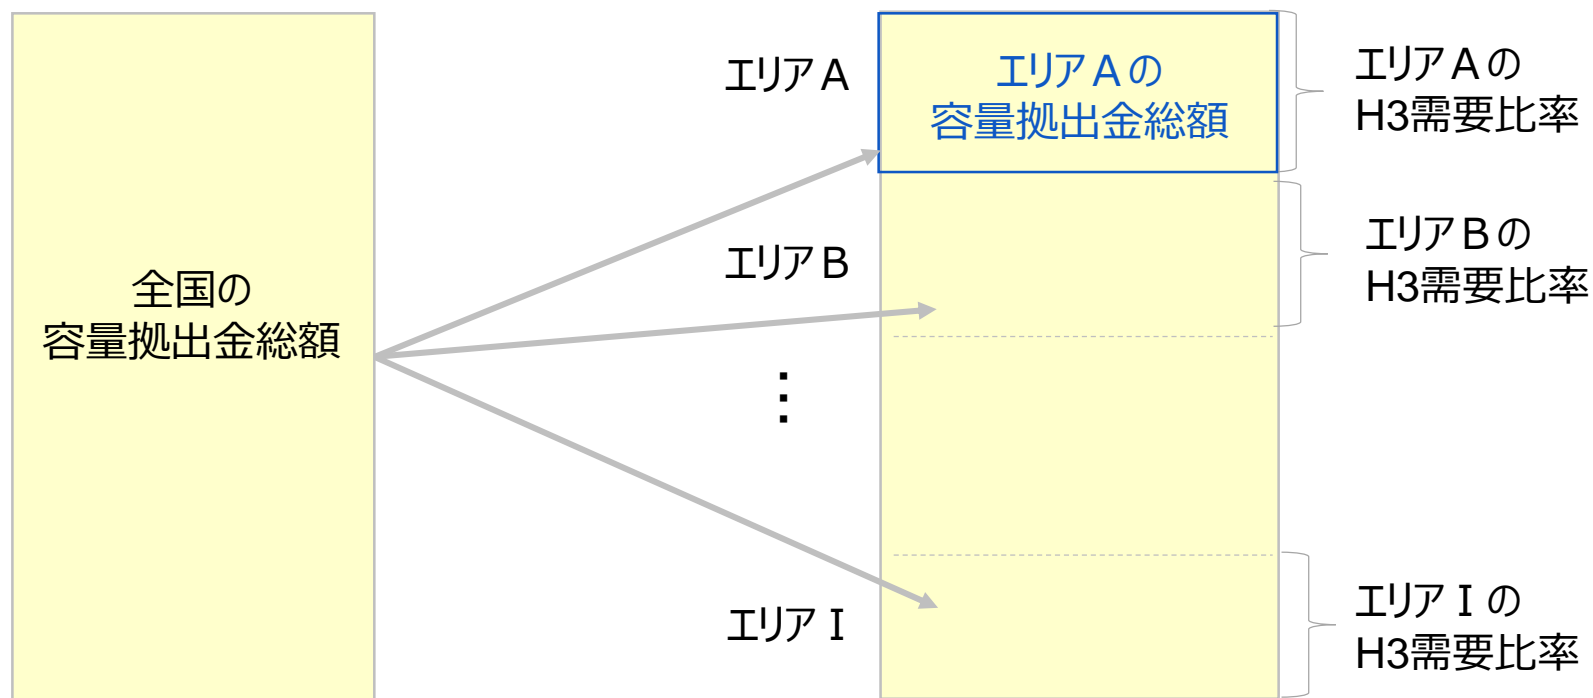 全国の
容量拠出金総額
エリアA
エリアB
⋮
エリアI
エリアAの
容量拠出金総額
エリアAの
H3需要比率
エリアBの
H3需要比率
エリアIの
H3需要比率